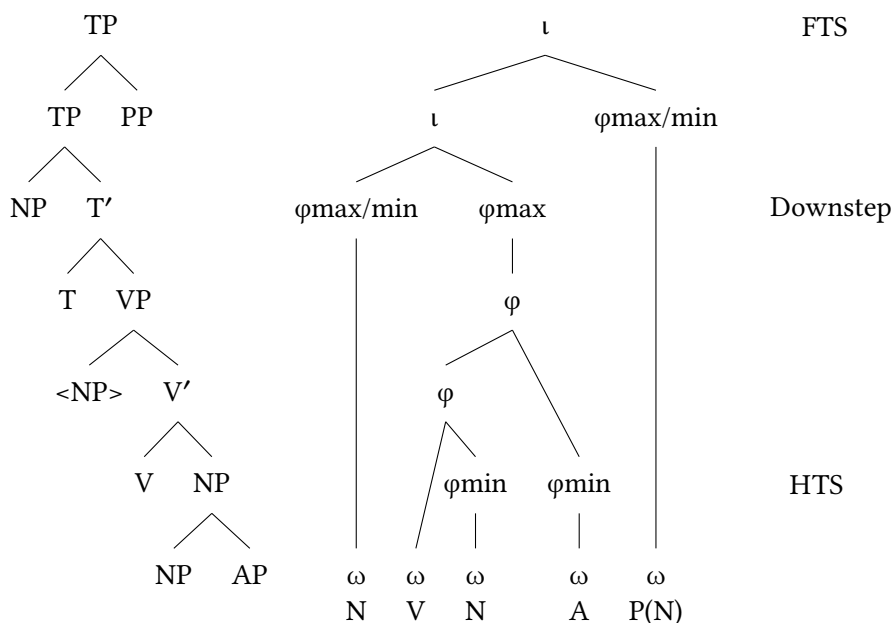 TP ι FTS
TP PP ι φmax/min
NP T′ φmax/min φmax Downstep
T VP φ
<NP> V′ φ
V NP φmin φmin HTS
NP AP ω ω ω ω ω
N V N A P(N)